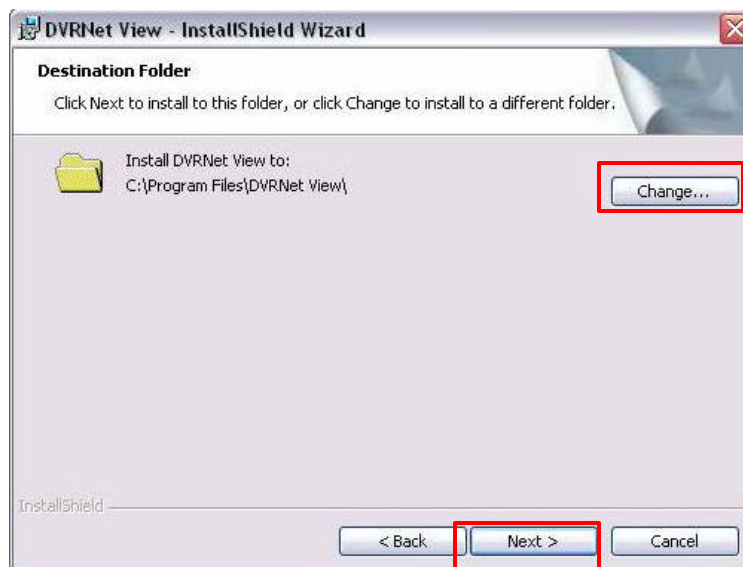 DVRNet View - InstallShield Wizard
Destination Folder
Click Next to install to this folder, or click Change to install to a different folder.
Install DVRNet View to:
C:\Program Files\DVRNet View\
Change...
InstallShield
< Back
Next >
Cancel